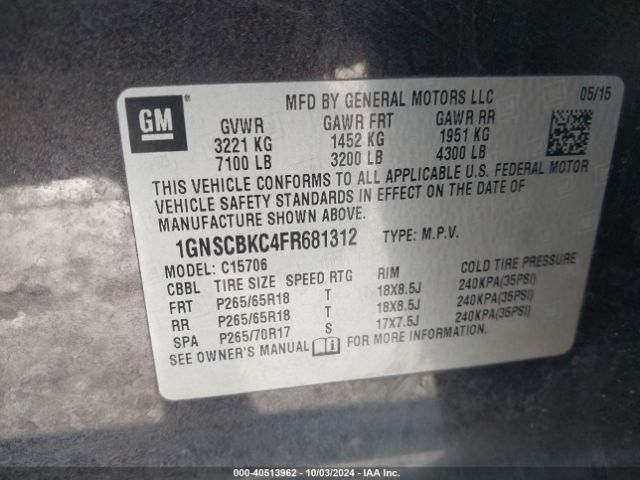 GM
MFD BY GENERAL MOTORS LLC 05/15
GVWR GAWR FRT GAWR RR
3221 KG 1452 KG 1951 KG
7100 LB 3200 LB 4300 LB
THIS VEHICLE CONFORMS TO ALL APPLICABLE U.S. FEDERAL MOTOR
VEHICLE SAFETY STANDARDS IN EFFECT ON THE DATE OF
MANUFACTURE SHOWN ABOVE.
1GNSCBKC4FR681312 TYPE: M.P.V.
MODEL: C15706
CBBL TIRE SIZE SPEED RTG RIM COLD TIRE PRESSURE
FRT P265/65R18 T 18X8.5J 240KPA(35PSI)
RR P265/65R18 T 18X8.5J 240KPA(35PSI)
SPA P265/70R17 S 17X7.5J 240KPA(35PSI)
SEE OWNER'S MANUAL FOR MORE INFORMATION.
000-40513962 - 10/03/2024 - IAA Inc.